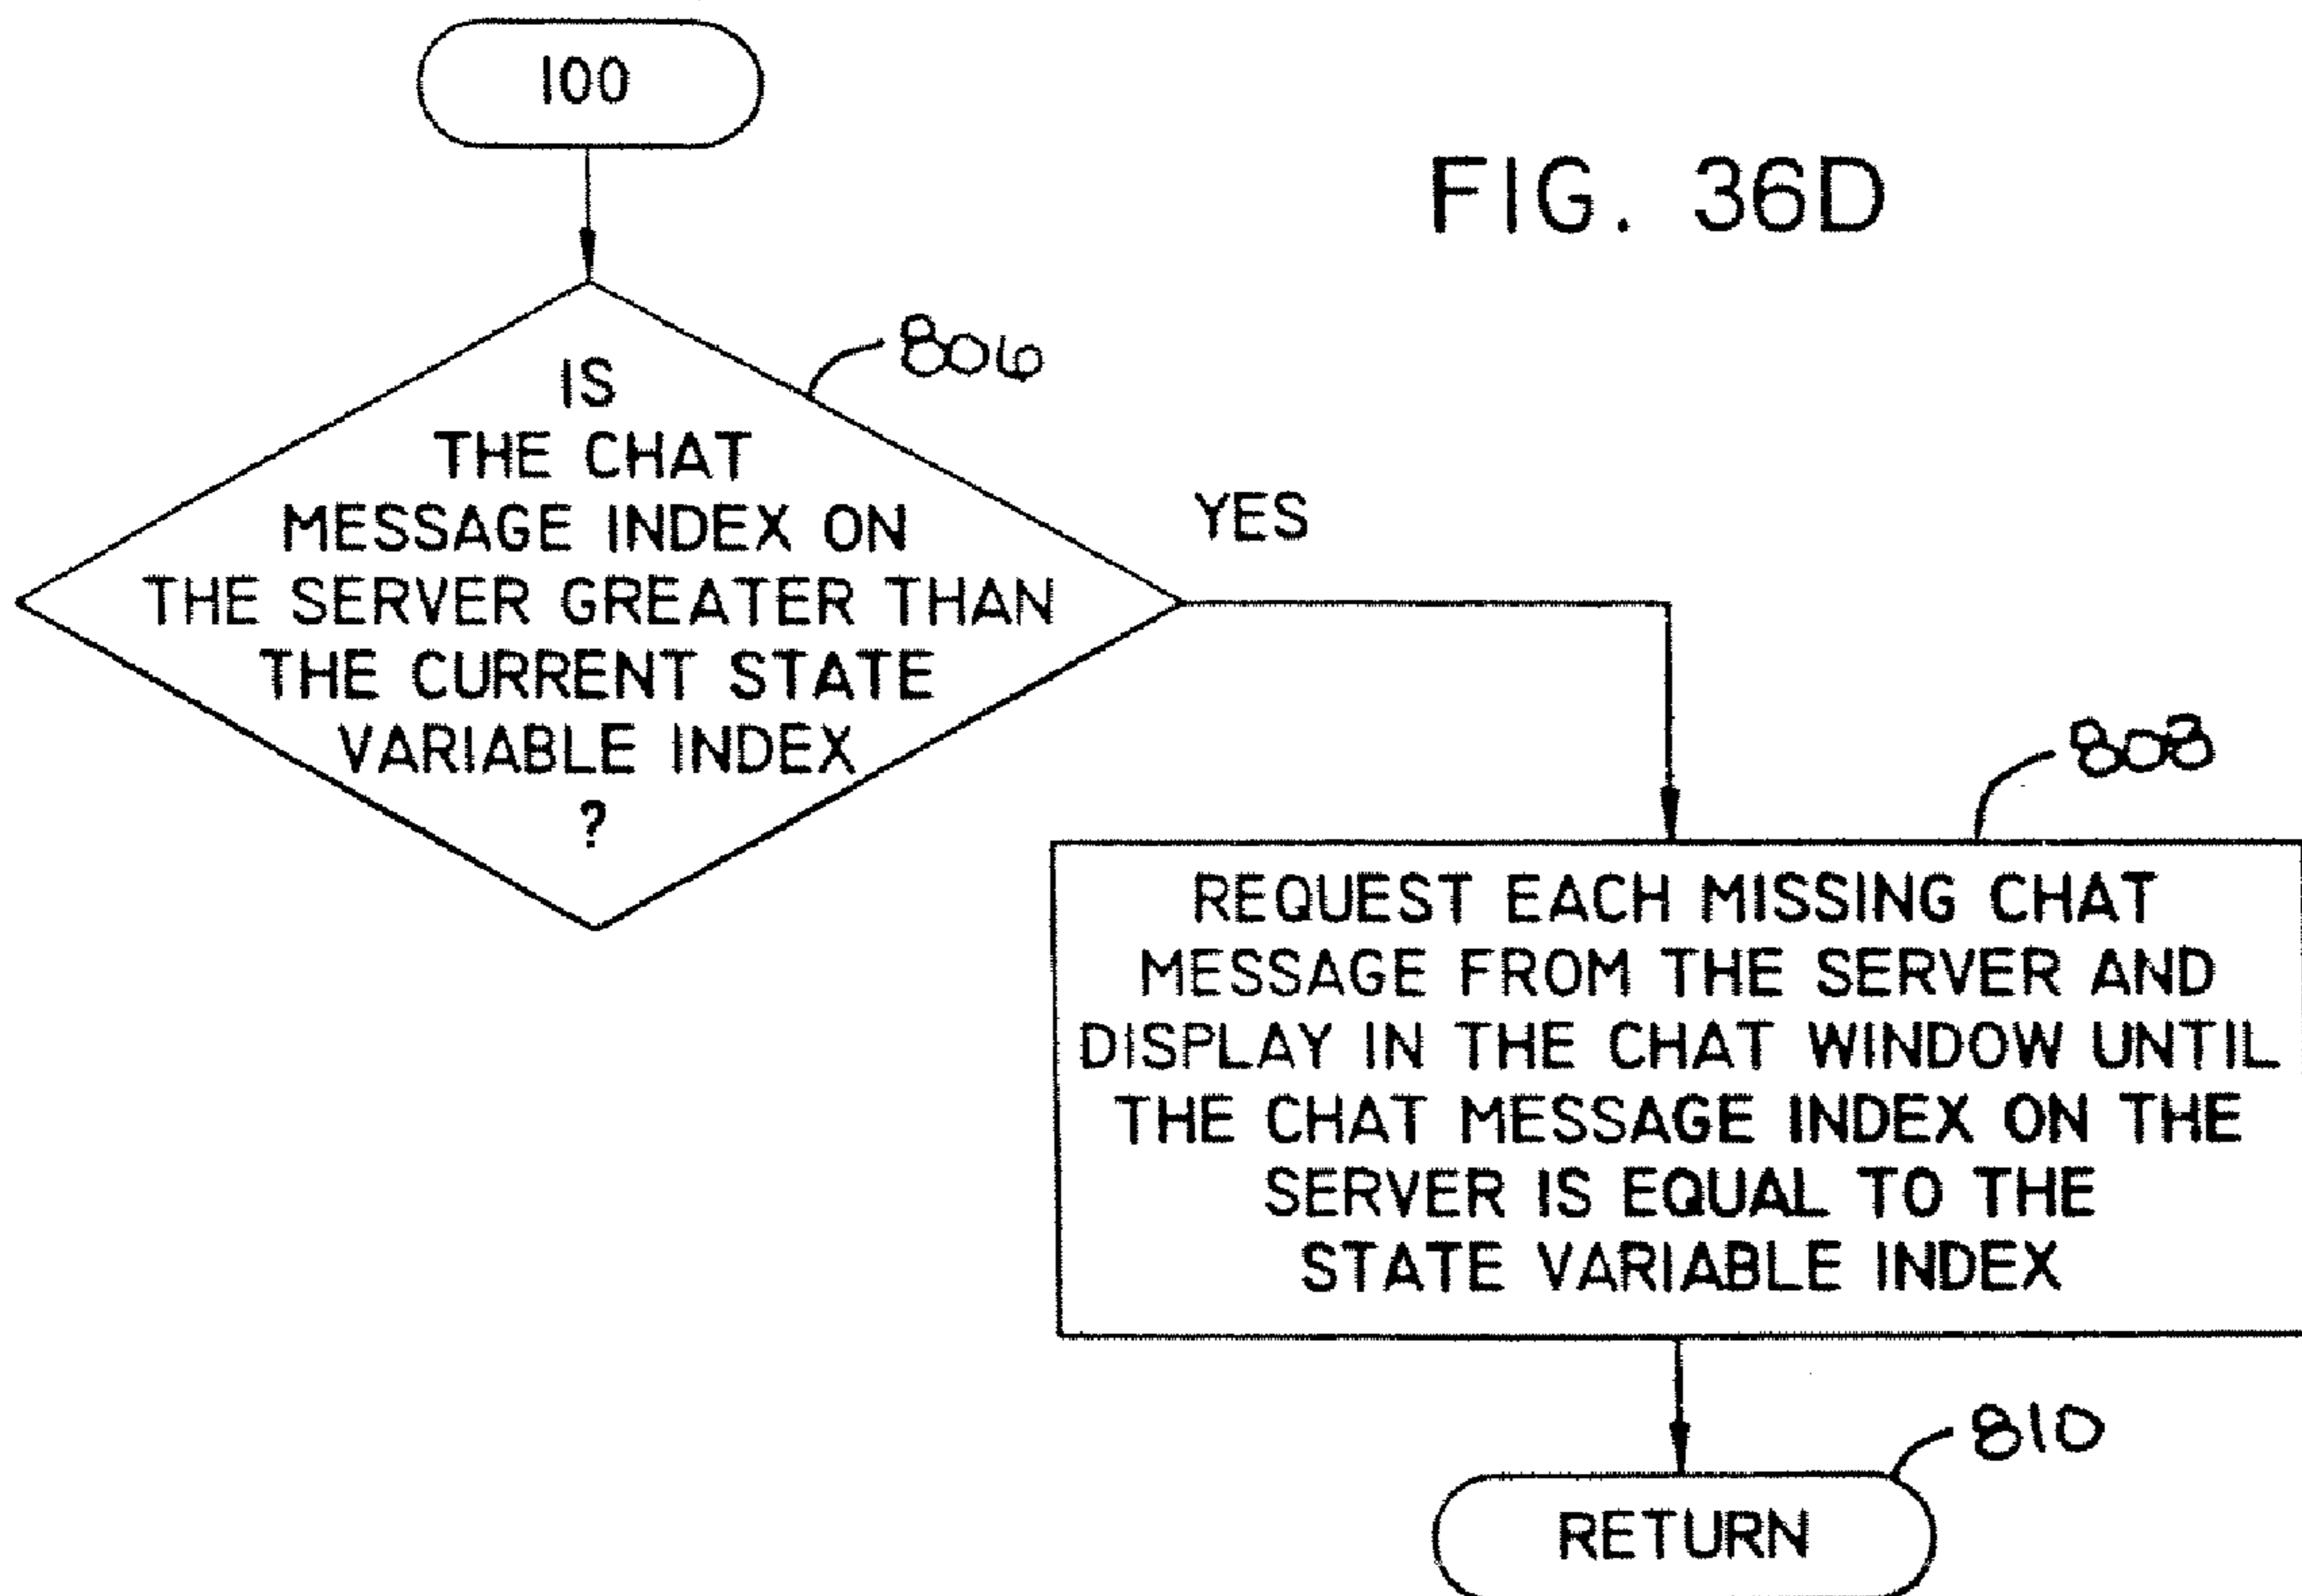 100
FIG. 36D
806
IS
THE CHAT
MESSAGE INDEX ON
THE SERVER GREATER THAN
THE CURRENT STATE
VARIABLE INDEX
?
YES
808
REQUEST EACH MISSING CHAT
MESSAGE FROM THE SERVER AND
DISPLAY IN THE CHAT WINDOW UNTIL
THE CHAT MESSAGE INDEX ON THE
SERVER IS EQUAL TO THE
STATE VARIABLE INDEX
810
RETURN